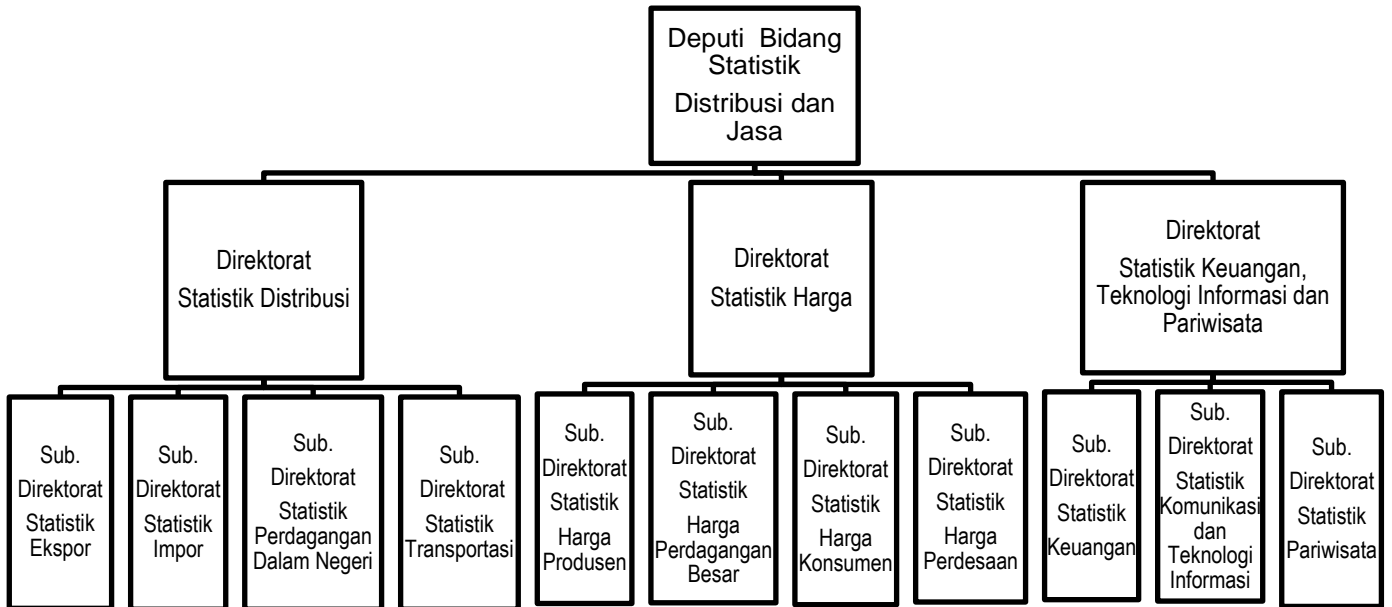 Deputi Bidang
Statistik
Distribusi dan
Jasa
Direktorat
Statistik Distribusi
Direktorat
Statistik Harga
Direktorat
Statistik Keuangan,
Teknologi Informasi dan
Pariwisata
Sub.
Direktorat
Statistik
Ekspor
Sub.
Direktorat
Statistik
Impor
Sub.
Direktorat
Statistik
Perdagangan
Dalam Negeri
Sub.
Direktorat
Statistik
Transportasi
Sub.
Direktorat
Statistik
Harga
Produsen
Sub.
Direktorat
Statistik
Harga
Perdagangan
Besar
Sub.
Direktorat
Statistik
Harga
Konsumen
Sub.
Direktorat
Statistik
Harga
Perdesaan
Sub.
Direktorat
Statistik
Keuangan
Sub.
Direktorat
Statistik
Komunikasi
dan
Teknologi
Informasi
Sub.
Direktorat
Statistik
Pariwisata